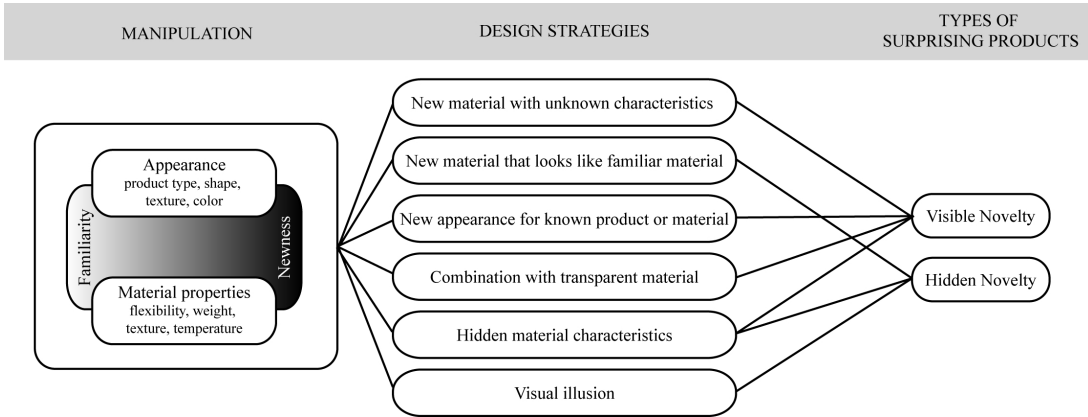 MANIPULATION
DESIGN STRATEGIES
TYPES OF
SURPRISING PRODUCTS
Appearance
product type, shape,
texture, color
Familiarity
Newness
Material properties
flexibility, weight,
texture, temperature
New material with unknown characteristics
New material that looks like familiar material
New appearance for known product or material
Combination with transparent material
Hidden material characteristics
Visual illusion
Visible Novelty
Hidden Novelty